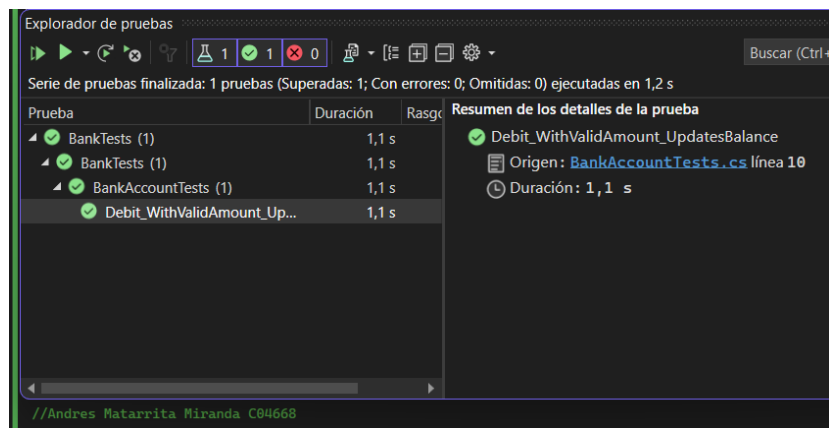 Explorador de pruebas
1 1 0 Buscar (Ctrl+
Serie de pruebas finalizada: 1 pruebas (Superadas: 1; Con errores: 0; Omitidas: 0) ejecutadas en 1,2 s
Prueba Duración Rasgo
BankTests (1) 1,1 s
BankTests (1) 1,1 s
BankAccountTests (1) 1,1 s
Debit_WithValidAmount_Up... 1,1 s
Resumen de los detalles de la prueba
Debit_WithValidAmount_UpdatesBalance
Origen: BankAccountTests.cs línea 10
Duración: 1,1 s
//Andres Matarrita Miranda C04668